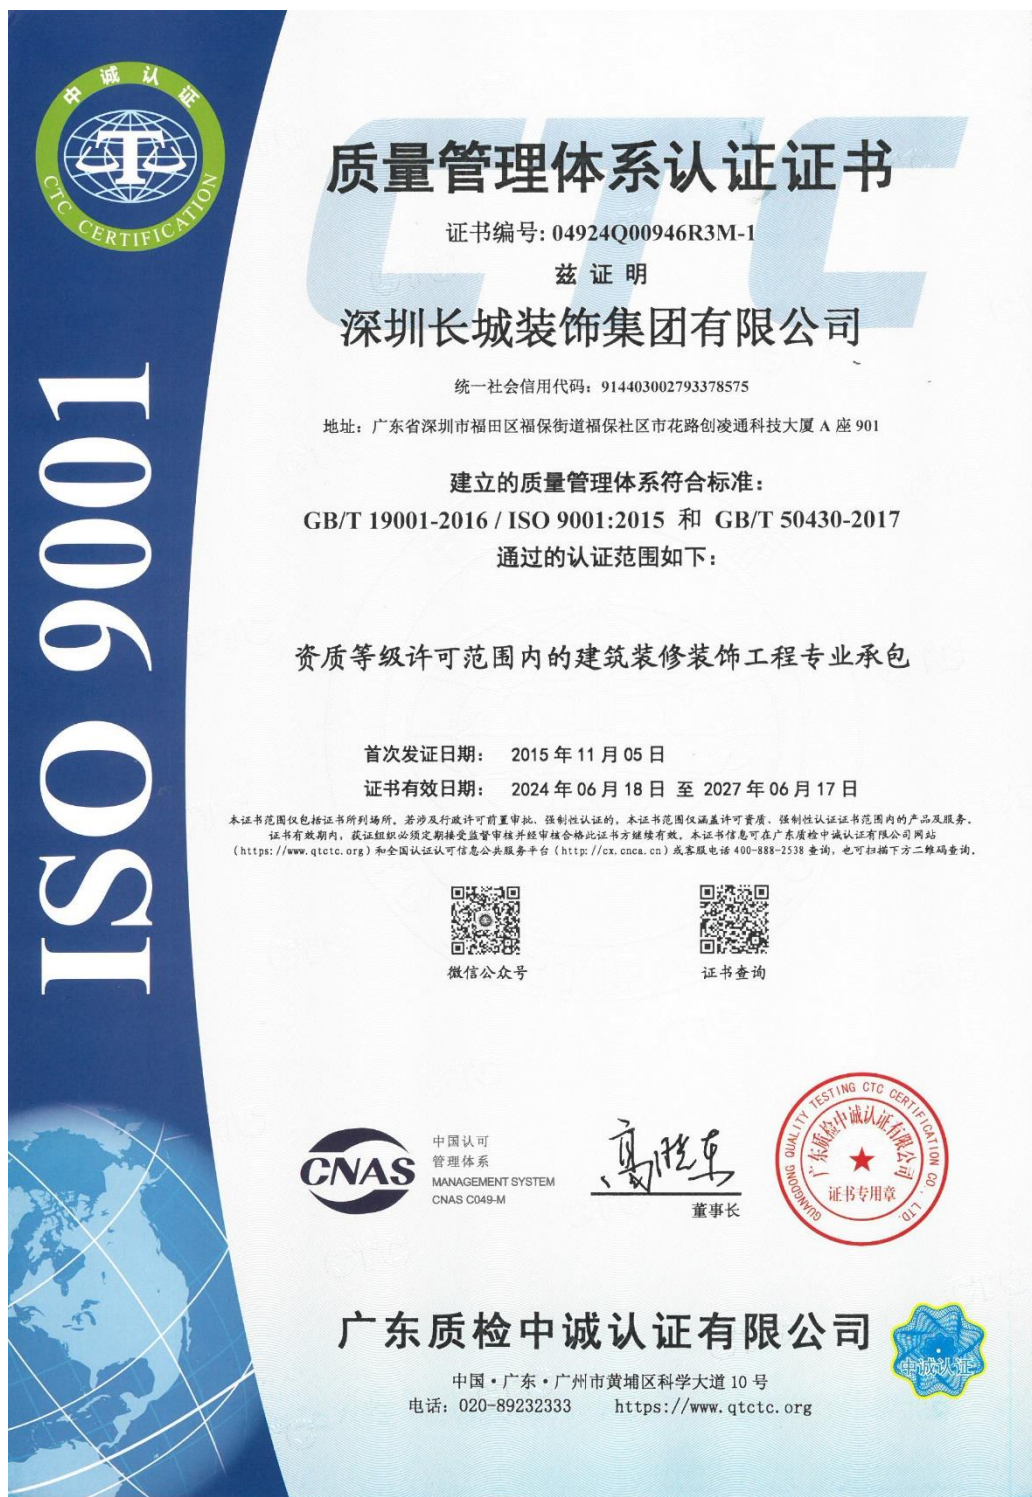 中诚认证
CTC CERTIFICATION
ISO 9001
CTC
质量管理体系认证证书
证书编号: 04924Q00946R3M-1
兹证明
深圳长城装饰集团有限公司
统一社会信用代码：914403002793378575
地址：广东省深圳市福田区福保街道福保社区市花路创凌通科技大厦 A 座 901
建立的质量管理体系符合标准：
GB/T 19001-2016 / ISO 9001:2015 和 GB/T 50430-2017
通过的认证范围如下：
资质等级许可范围内的建筑装修装饰工程专业承包
首次发证日期： 2015 年 11 月 05 日
证书有效日期： 2024 年 06 月 18 日 至 2027 年 06 月 17 日
本证书范围仅包括证书所列场所。若涉及行政许可前置审批、强制性认证的，本证书范围仅涵盖许可资质、强制性认证证书范围内的产品及服务。
证书有效期内，获证组织必须定期接受监督审核并经审核合格此证书方继续有效。本证书信息可在广东质检中诚认证有限公司网站
(https://www.qtctc.org) 和全国认证认可信息公共服务平台 (http://cx.cnca.cn) 或客服电话 400-888-2538 查询，也可扫描下方二维码查询。
微信公众号
证书查询
CNAS
中国认可
管理体系
MANAGEMENT SYSTEM
CNAS C049-M
高晓东
董事长
GUANGDONG QUALITY TESTING CTC CERTIFICATION CO., LTD.
广东质检中诚认证有限公司
证书专用章
广东质检中诚认证有限公司
中诚认证
中国・广东・广州市黄埔区科学大道 10 号
电话：020-89232333 https://www.qtctc.org